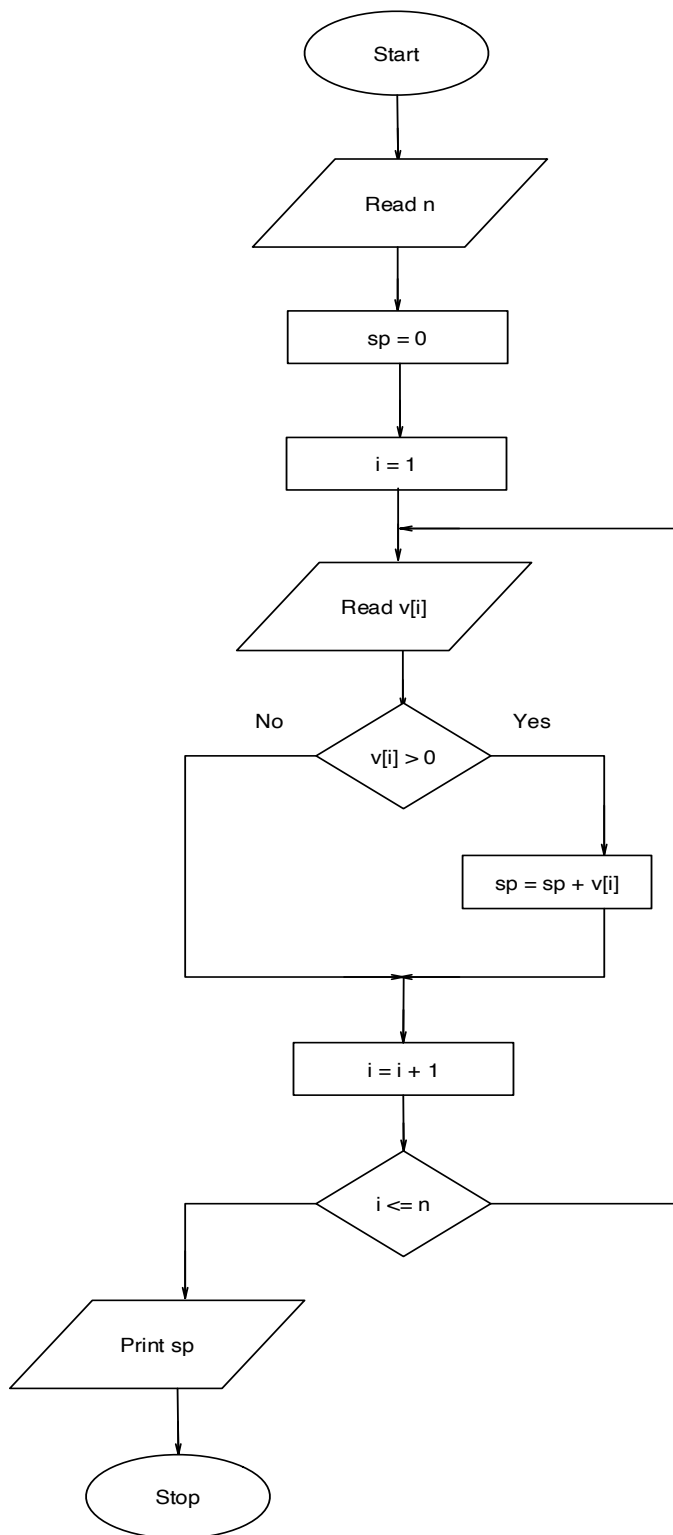 Start
Read n
sp = 0
i = 1
Read v[i]
No
Yes
v[i] > 0
sp = sp + v[i]
i = i + 1
i <= n
Print sp
Stop